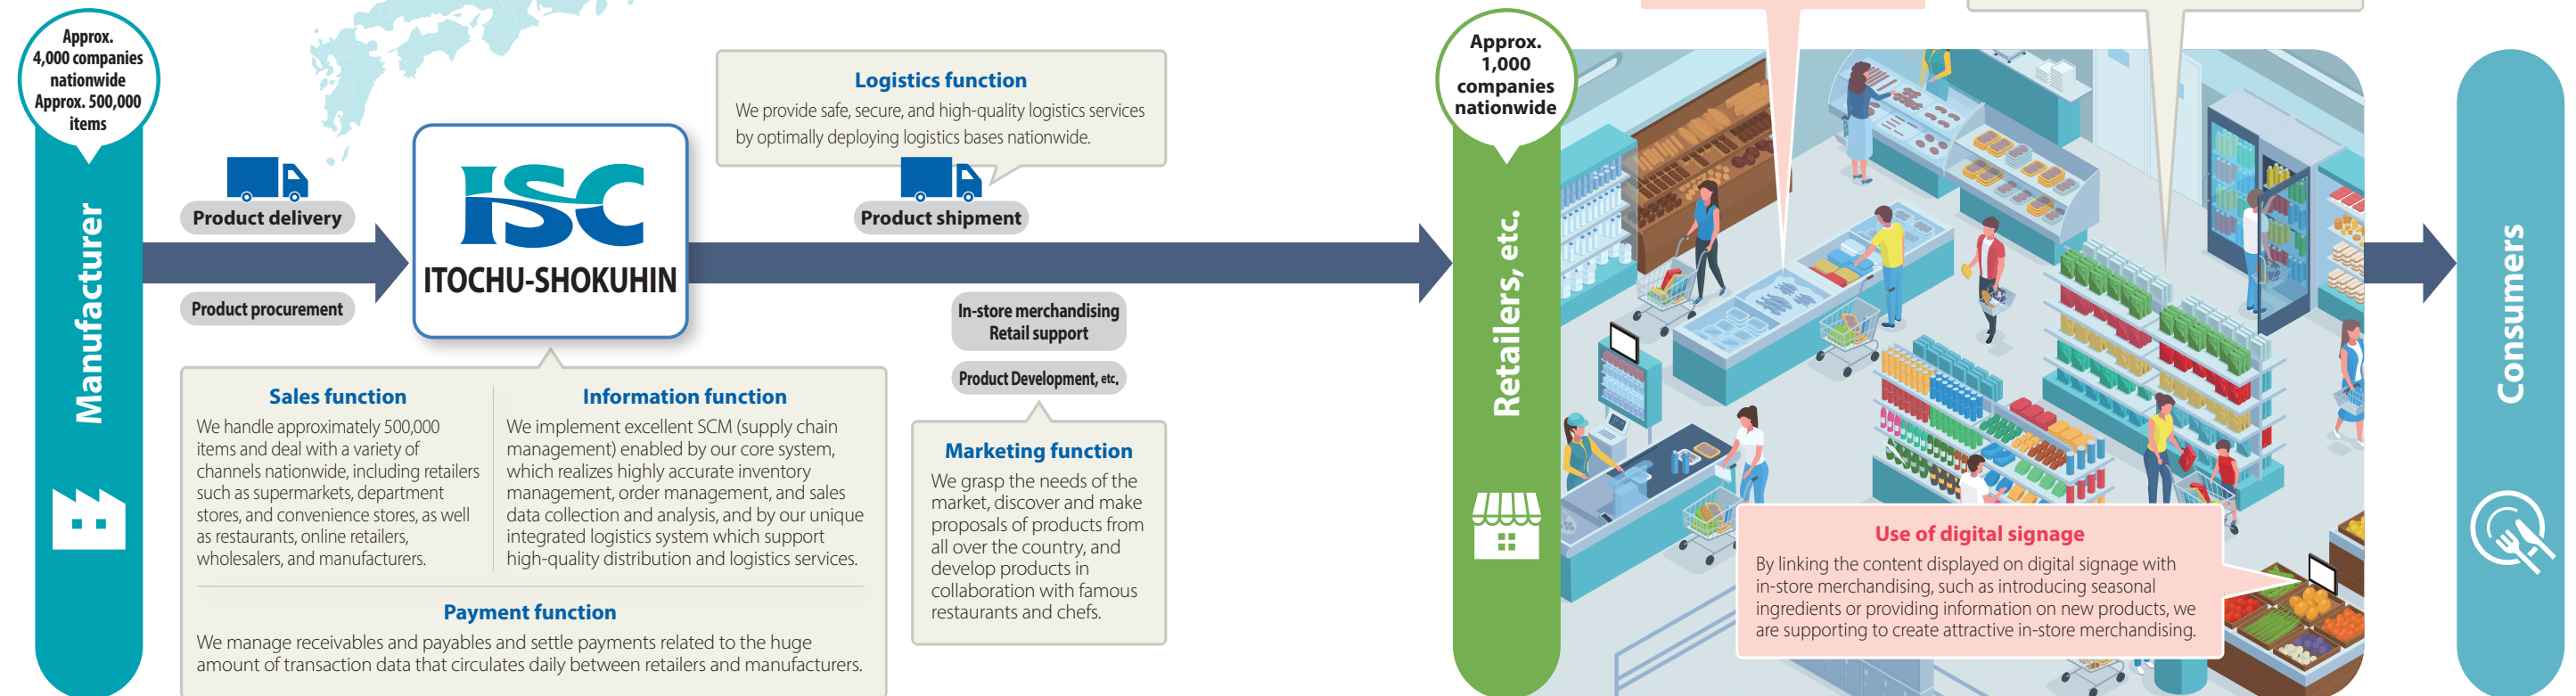 Approx.
4,000 companies
nationwide
Approx. 500,000
items
Manufacturer
Product delivery
Product procurement
ISC
ITOCHU-SHOKUHIN
Logistics function
We provide safe, secure, and high-quality logistics services
by optimally deploying logistics bases nationwide.
Product shipment
In-store merchandising
Retail support
Product Development, etc.
Sales function
We handle approximately 500,000
items and deal with a variety of
channels nationwide, including retailers
such as supermarkets, department
stores, and convenience stores, as well
as restaurants, online retailers,
wholesalers, and manufacturers.
Information function
We implement excellent SCM (supply chain
management) enabled by our core system,
which realizes highly accurate inventory
management, order management, and sales
data collection and analysis, and by our unique
integrated logistics system which support
high-quality distribution and logistics services.
Payment function
We manage receivables and payables and settle payments related to the huge
amount of transaction data that circulates daily between retailers and manufacturers.
Marketing function
We grasp the needs of the
market, discover and make
proposals of products from
all over the country, and
develop products in
collaboration with famous
restaurants and chefs.
Approx.
1,000
companies
nationwide
Retailers, etc.
Use of digital signage
By linking the content displayed on digital signage with
in-store merchandising, such as introducing seasonal
ingredients or providing information on new products, we
are supporting to create attractive in-store merchandising.
Consumers